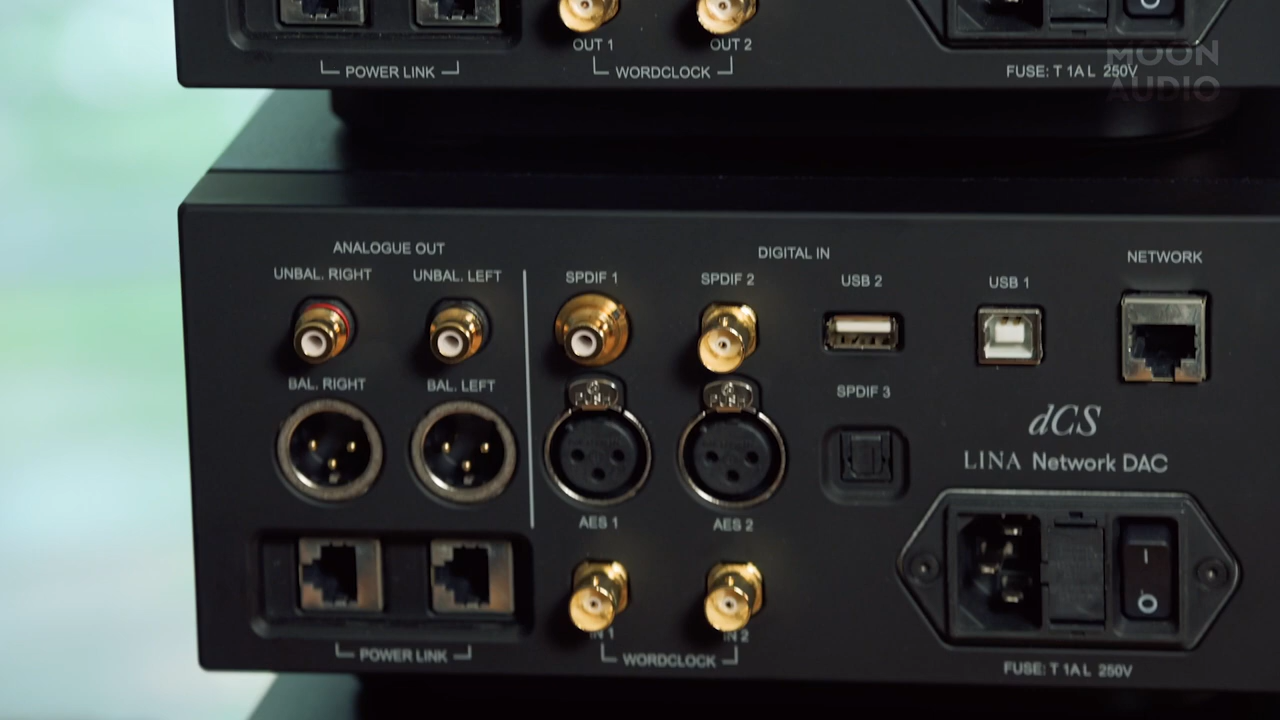 OUT 1 OUT 2
POWER LINK WORDCLOCK FUSE: T 1A L 250V
MOON
AUDIO
ANALOGUE OUT DIGITAL IN NETWORK
UNBAL. RIGHT UNBAL. LEFT SPDIF 1 SPDIF 2 USB 2 USB 1
BAL. RIGHT BAL. LEFT SPDIF 3
dCS
LINA Network DAC
AES 1 AES 2
IN 1 IN 2
POWER LINK WORDCLOCK FUSE: T 1A L 250V